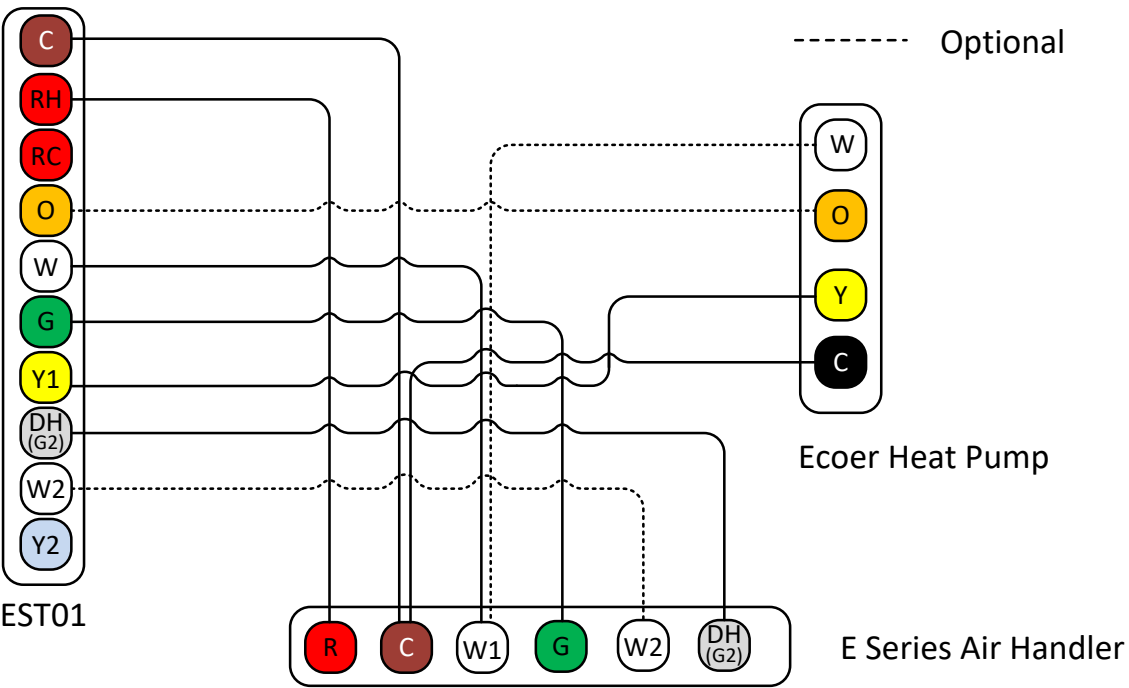 C
RH
RC
O
W
G
Y1
DH
(G2)
W2
Y2
EST01
Optional
W
O
Y
C
Ecoer Heat Pump
R
C
W1
G
W2
DH
(G2)
E Series Air Handler